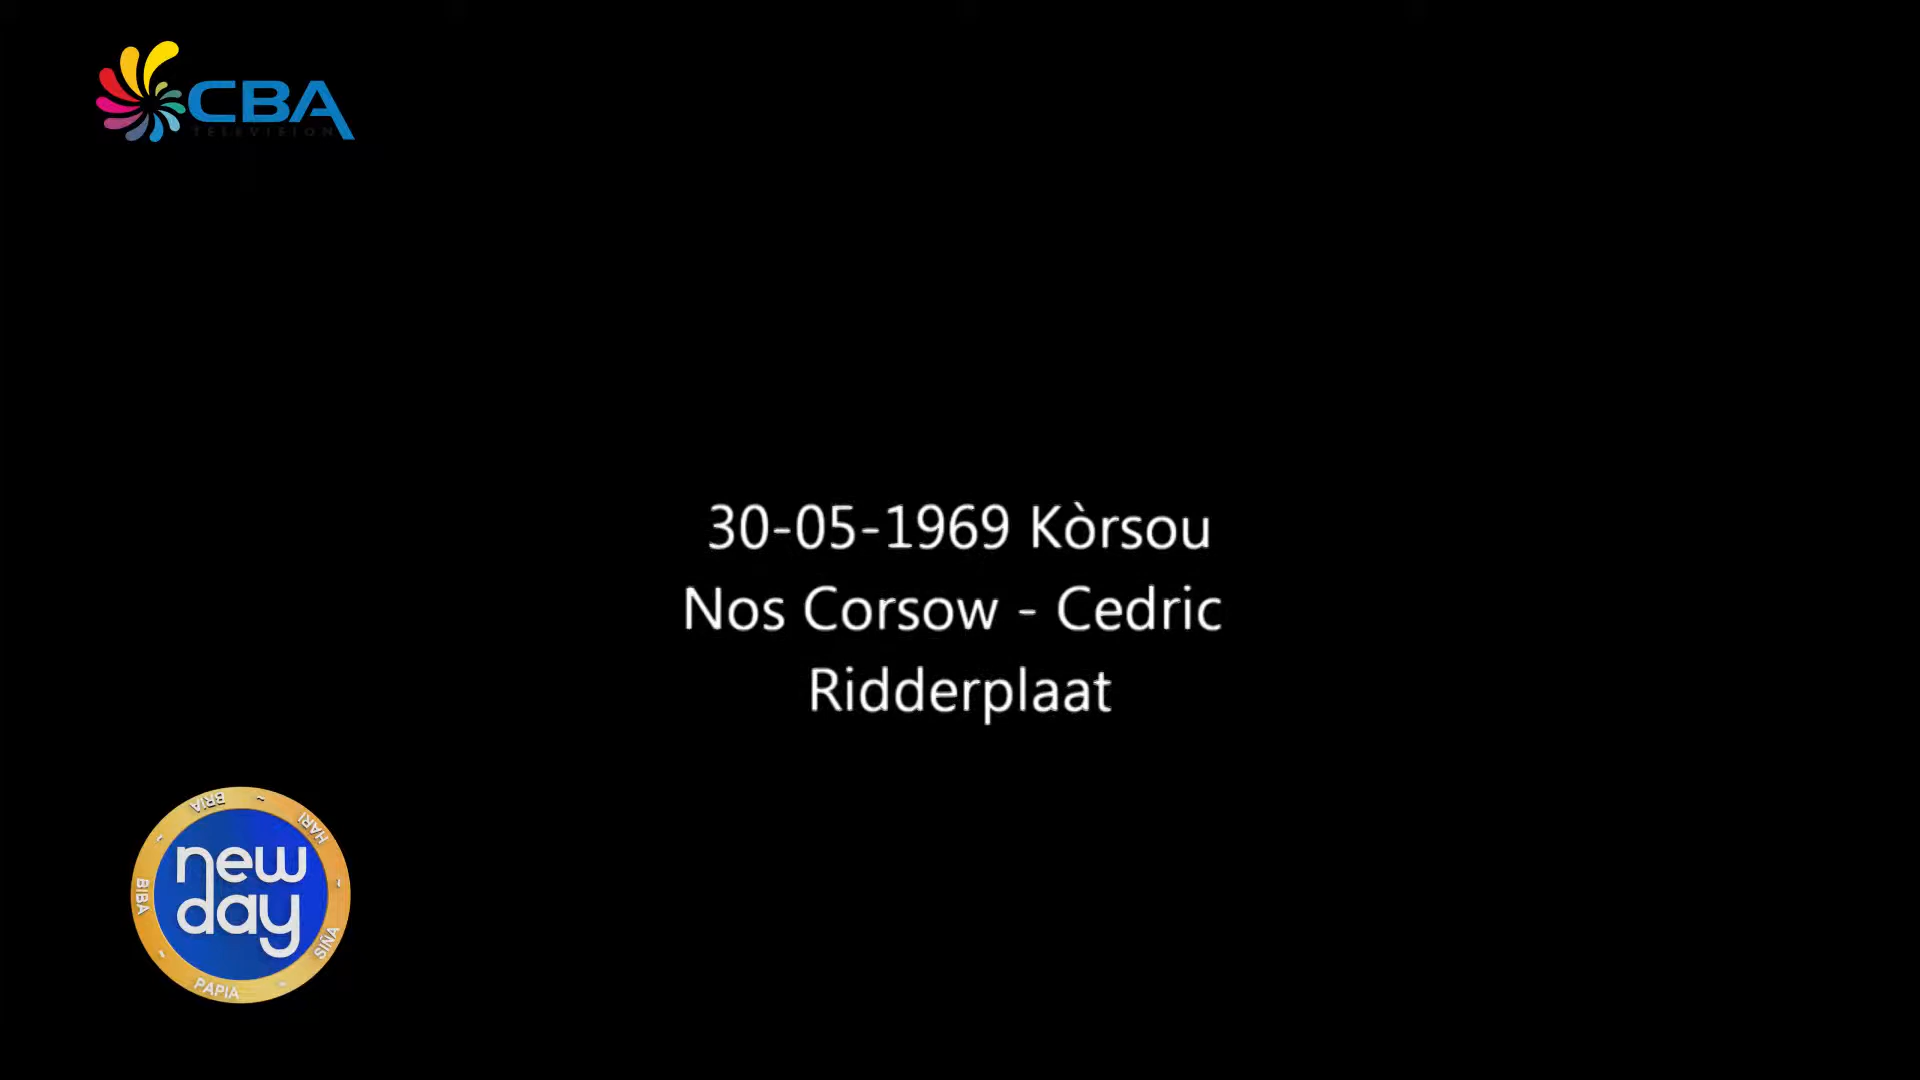 CBA
TELEVISION
30-05-1969 Kòrsou
Nos Corsow - Cedric
Ridderplaat
new
day
BIBA ~ BRIA ~ HARI ~ SIÑA ~ PAPIA ~